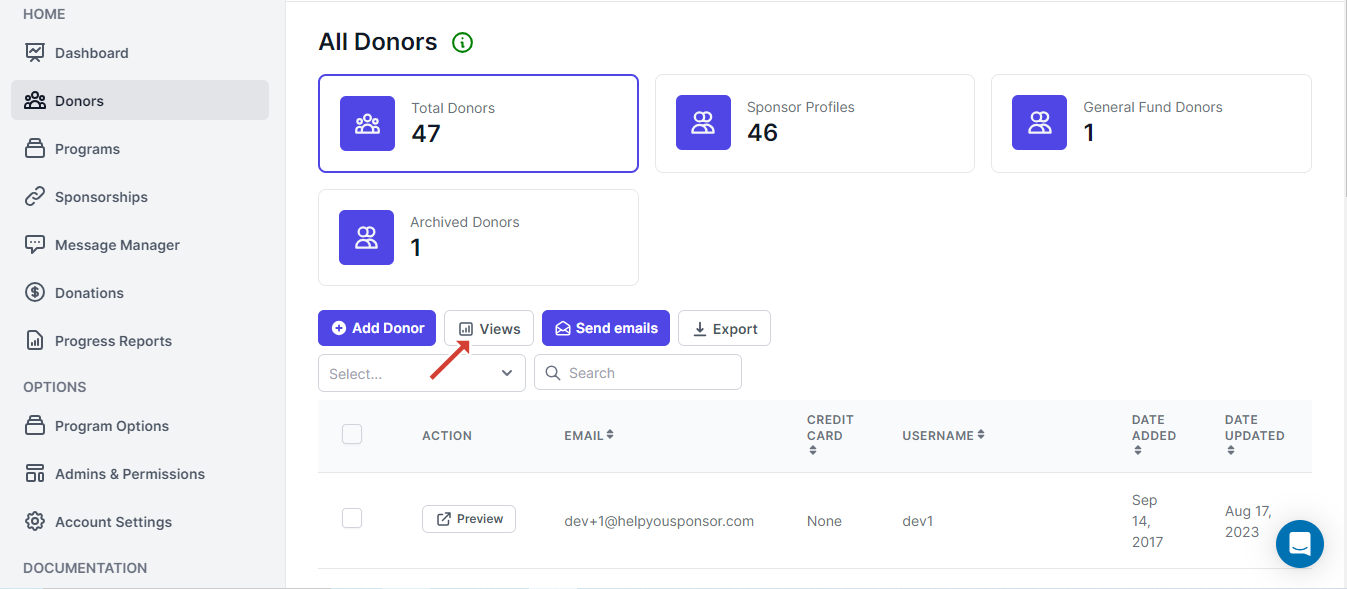 HOME
Dashboard
Donors
Programs
Sponsorships
Message Manager
Donations
Progress Reports
OPTIONS
Program Options
Admins & Permissions
Account Settings
DOCUMENTATION
All Donors
Total Donors
47
Sponsor Profiles
46
General Fund Donors
1
Archived Donors
1
Add Donor
Views
Send emails
Export
Select...
Search
ACTION
EMAIL
CREDIT
CARD
USERNAME
DATE
ADDED
DATE
UPDATED
Preview
dev+1@helpyousponsor.com
None
dev1
Sep
14,
2017
Aug 17,
2023